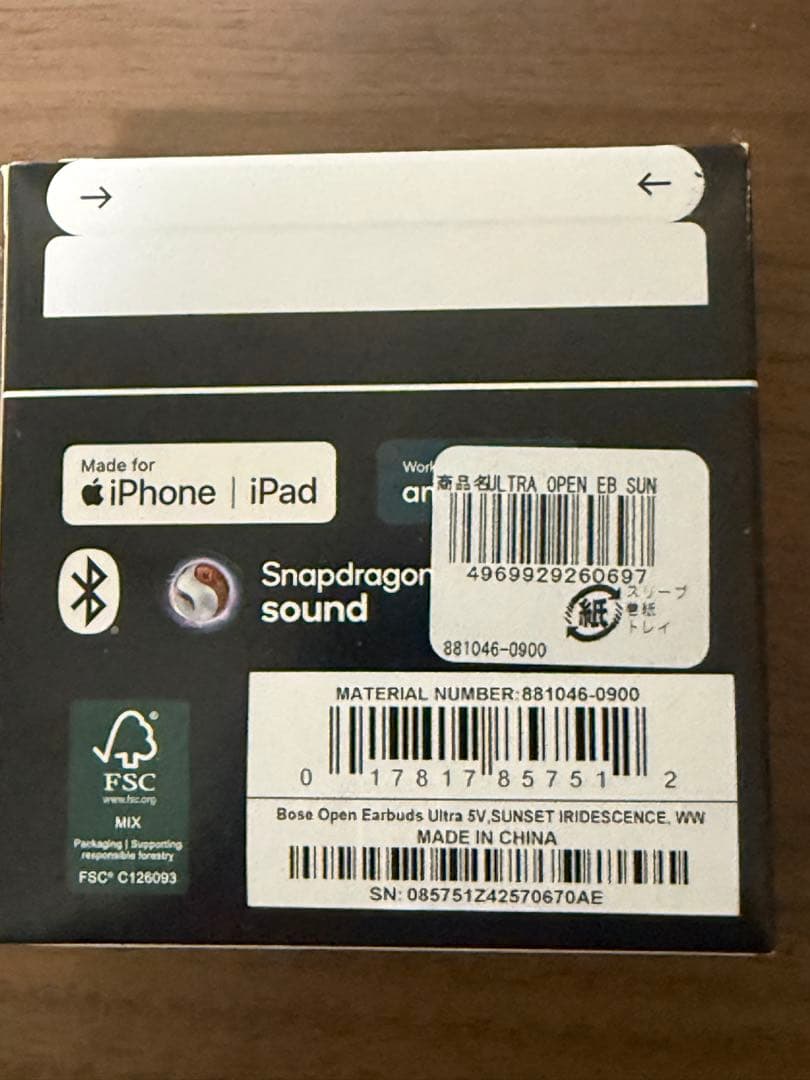 → ←
Made for
iPhone | iPad
Work
an
商品名ULTRA OPEN EB SUN
4969929260697
スリーブ
巻紙
トレイ
紙
881046-0900
Snapdragon
sound
MATERIAL NUMBER:881046-0900
0 17817 85751 2
Bose Open Earbuds Ultra 5V,SUNSET IRIDESCENCE, WW
MADE IN CHINA
SN: 085751Z42570670AE
FSC®
www.fsc.org
MIX
Packaging | Supporting
responsible forestry
FSC® C126093